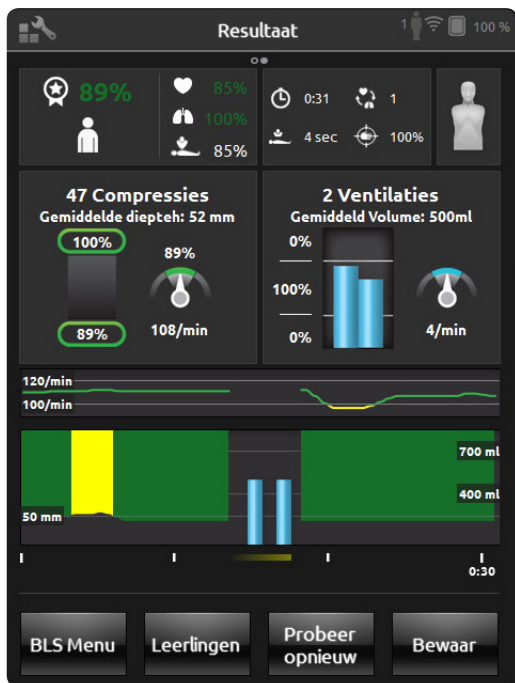 Resultaat
1 100 %
89%
85%
100%
85%
0:31
1
4 sec
100%
47 Compressies
Gemiddelde diepteh: 52 mm
100%
89%
89%
108/min
2 Ventilaties
Gemiddeld Volume: 500ml
0%
100%
0%
4/min
120/min
100/min
700 ml
400 ml
50 mm
0:30
BLS Menu
Leerlingen
Probeer
opnieuw
Bewaar